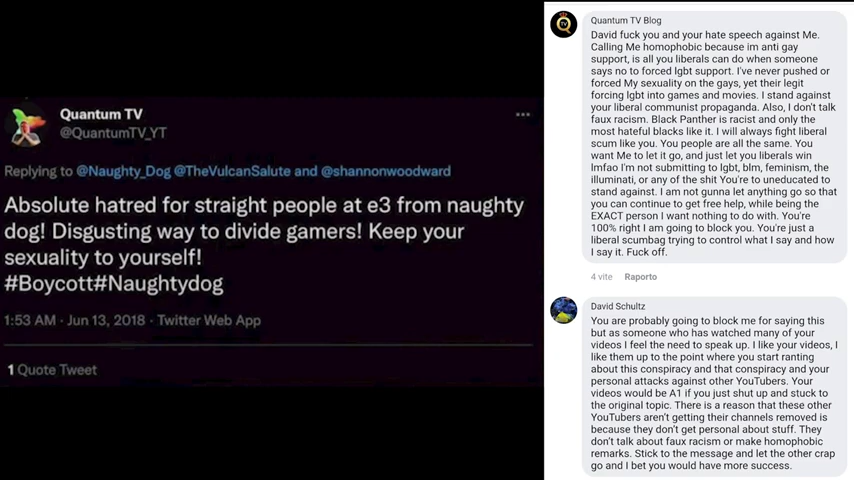 Quantum TV
@QuantumTV_YT
Replying to @Naughty_Dog @TheVulcanSalute and @shannonwoodward
Absolute hatred for straight people at e3 from naughty
dog! Disgusting way to divide gamers! Keep your
sexuality to yourself!
#Boycott#Naughtydog
1:53 AM · Jun 13, 2018 · Twitter Web App
1 Quote Tweet
Quantum TV Blog
David fuck you and your hate speech against Me.
Calling Me homophobic because im anti gay
support, is all you liberals can do when someone
says no to forced lgbt support. I've never pushed or
forced My sexuality on the gays, yet their legit
forcing lgbt into games and movies. I stand against
your liberal communist propaganda. Also, I don't talk
faux racism. Black Panther is racist and only the
most hateful blacks like it. I will always fight liberal
scum like you. You people are all the same. You
want Me to let it go, and just let you liberals win
lmfao I'm not submitting to lgbt, blm, feminism, the
illuminati, or any of the shit You're to uneducated to
stand against. I am not gunna let anything go so that
you can continue to get free help, while being the
EXACT person I want nothing to do with. You're
100% right I am going to block you. You're just a
liberal scumbag trying to control what I say and how
I say it. Fuck off.
4 vite Raporto
David Schultz
You are probably going to block me for saying this
but as someone who has watched many of your
videos I feel the need to speak up. I like your videos, I
like them up to the point where you start ranting
about this conspiracy and that conspiracy and your
personal attacks against other YouTubers. Your
videos would be A1 if you just shut up and stuck to
the original topic. There is a reason that these other
YouTubers aren't getting their channels removed is
because they don't get personal about stuff. They
don't talk about faux racism or make homophobic
remarks. Stick to the message and let the other crap
go and I bet you would have more success.